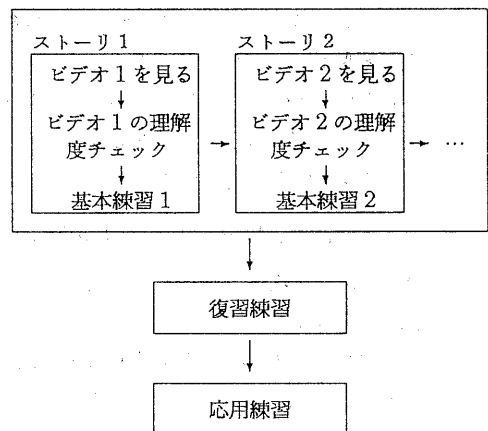 ストーリ1
ビデオ1を見る
ビデオ1の理解
度チェック
基本練習1
ストーリ2
ビデオ2を見る
ビデオ2の理解
度チェック
基本練習2
…
復習練習
応用練習